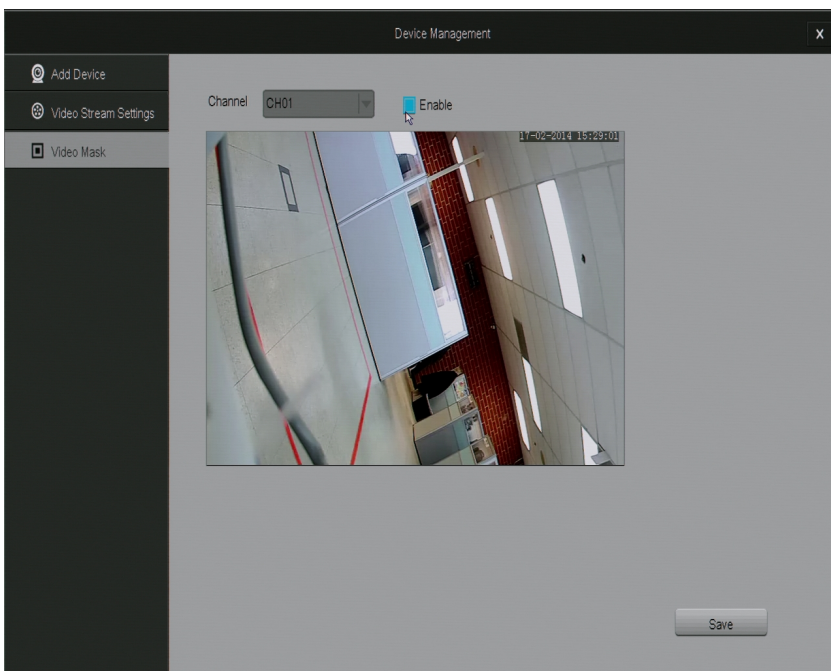 Device Management
X
Add Device
Video Stream Settings
Video Mask
Channel
CH01
Enable
17-02-2014 15:29:01
Save